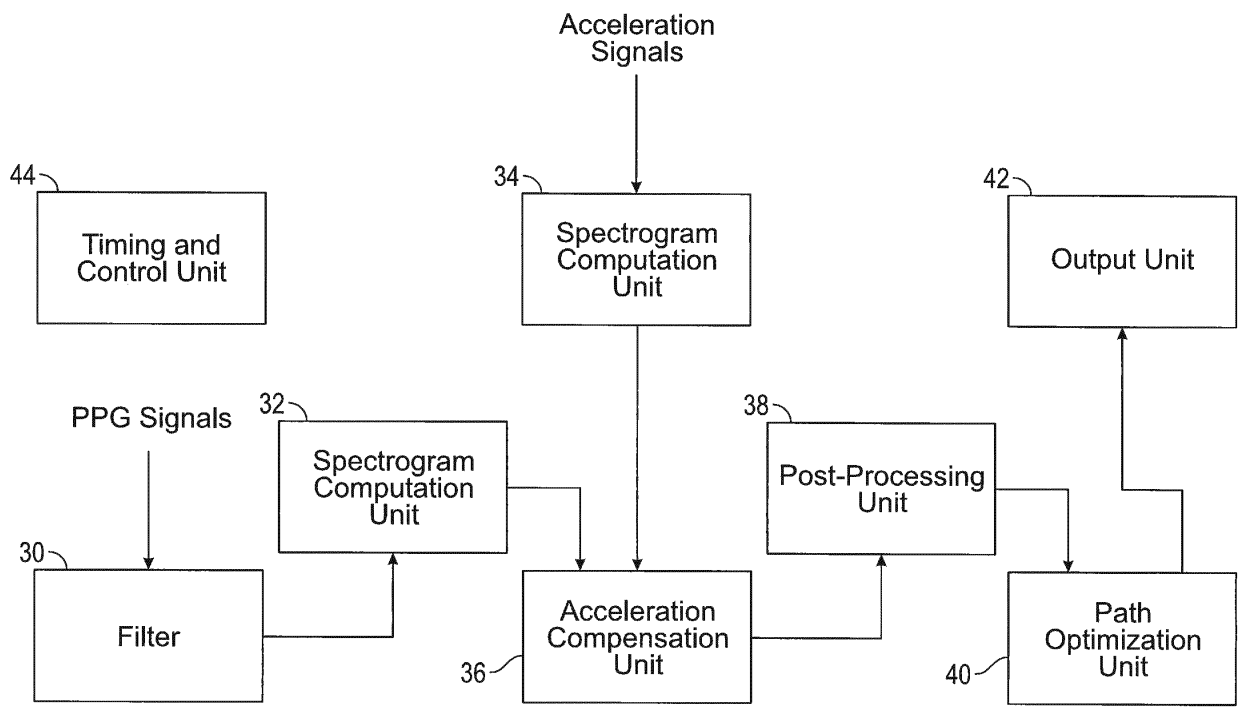 Acceleration
Signals
44
Timing and
Control Unit
34
Spectrogram
Computation
Unit
42
Output Unit
PPG Signals
32
Spectrogram
Computation
Unit
38
Post-Processing
Unit
30
Filter
36
Acceleration
Compensation
Unit
40
Path
Optimization
Unit